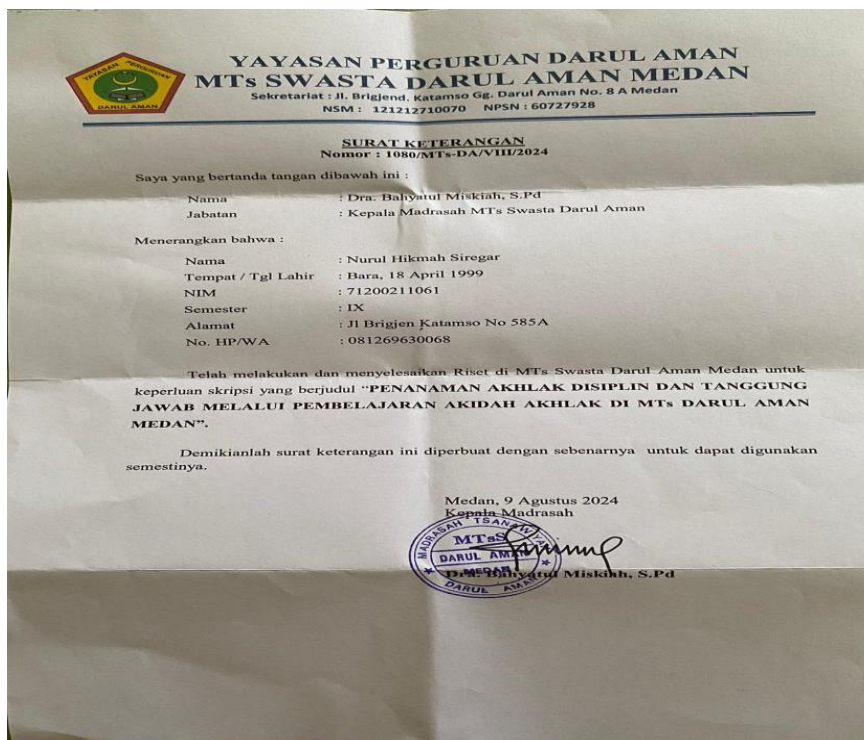 YAYASAN PERGURUAN
DARUL AMAN
YAYASAN PERGURUAN DARUL AMAN
MTs SWASTA DARUL AMAN MEDAN
Sekretariat : Jl. Brigjend. Katamso Gg. Darul Aman No. 8 A Medan
NSM : 121212710070 NPSN : 60727928
SURAT KETERANGAN
Nomor : 1080/MTs-DA/VIII/2024
Saya yang bertanda tangan dibawah ini :
Nama : Dra. Bahyatul Miskiah, S.Pd
Jabatan : Kepala Madrasah MTs Swasta Darul Aman
Menerangkan bahwa :
Nama : Nurul Hikmah Siregar
Tempat / Tgl Lahir : Bara, 18 April 1999
NIM : 71200211061
Semester : IX
Alamat : Jl Brigjen Katamso No 585A
No. HP/WA : 081269630068
Telah melakukan dan menyelesaikan Riset di MTs Swasta Darul Aman Medan untuk
keperluan skripsi yang berjudul “PENANAMAN AKHLAK DISIPLIN DAN TANGGUNG
JAWAB MELALUI PEMBELAJARAN AKIDAH AKHLAK DI MTs DARUL AMAN
MEDAN”.
Demikianlah surat keterangan ini diperbuat dengan sebenarnya untuk dapat digunakan
semestinya.
Medan, 9 Agustus 2024
Kepala Madrasah
MADRASAH TSANAWIYAH
MTsS
DARUL AMAN
MEDAN
DARUL AMAN
Dra. Bahyatul Miskiah, S.Pd